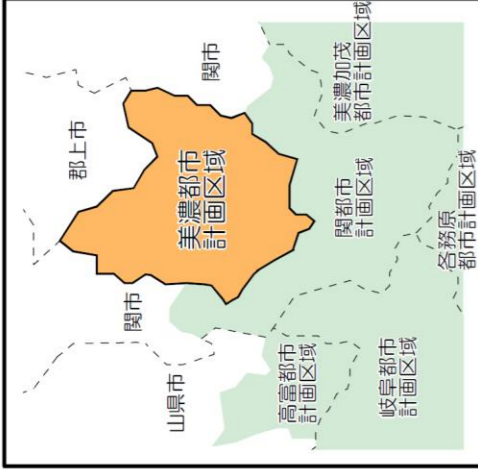 郡上市
関市
美濃都市
計画区域
関市
山県市
美濃加茂
都市計画区域
関都市
計画区域
高富都市
計画区域
岐阜都市
計画区域
各務原
都市計画区域